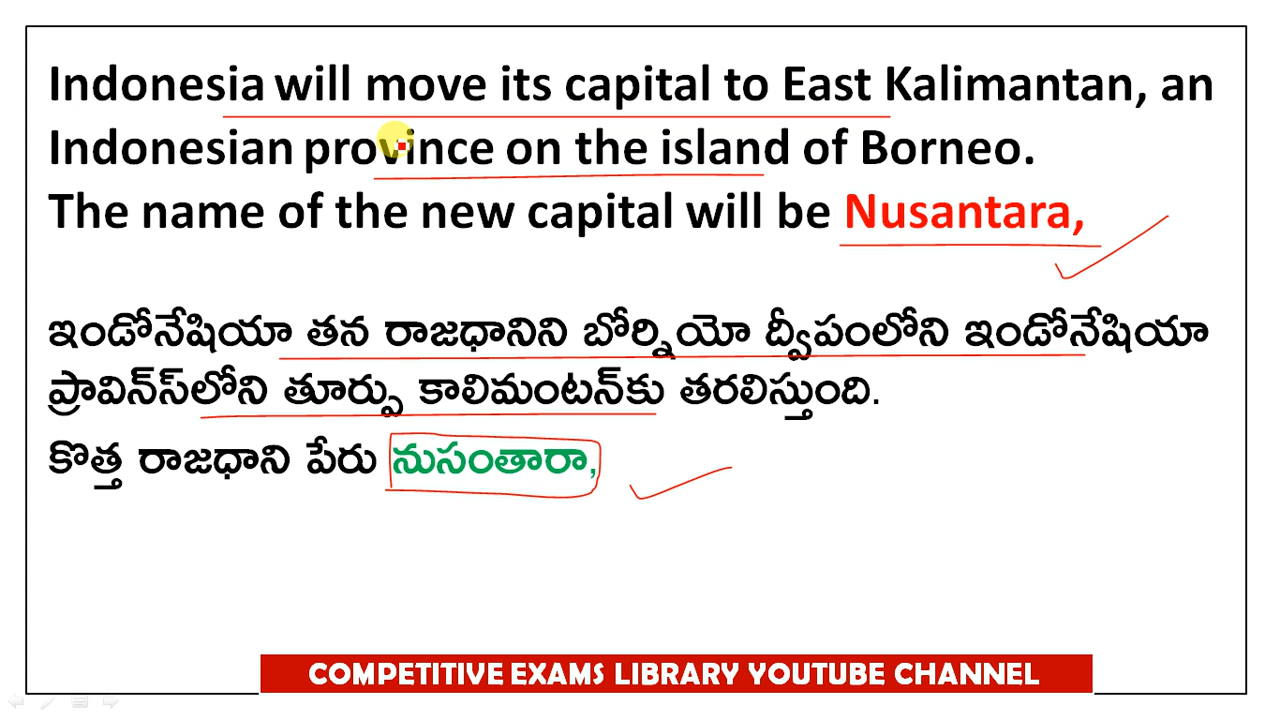 Indonesia will move its capital to East Kalimantan, an
Indonesian province on the island of Borneo.
The name of the new capital will be Nusantara,
ఇండోనేషియా తన రాజధానిని బోర్నియో ద్వీపంలోని ఇండోనేషియా
ప్రావిన్స్‌లోని తూర్పు కాలిమంటన్‌కు తరలిస్తుంది.
కొత్త రాజధాని పేరు నుసంతారా,
COMPETITIVE EXAMS LIBRARY YOUTUBE CHANNEL